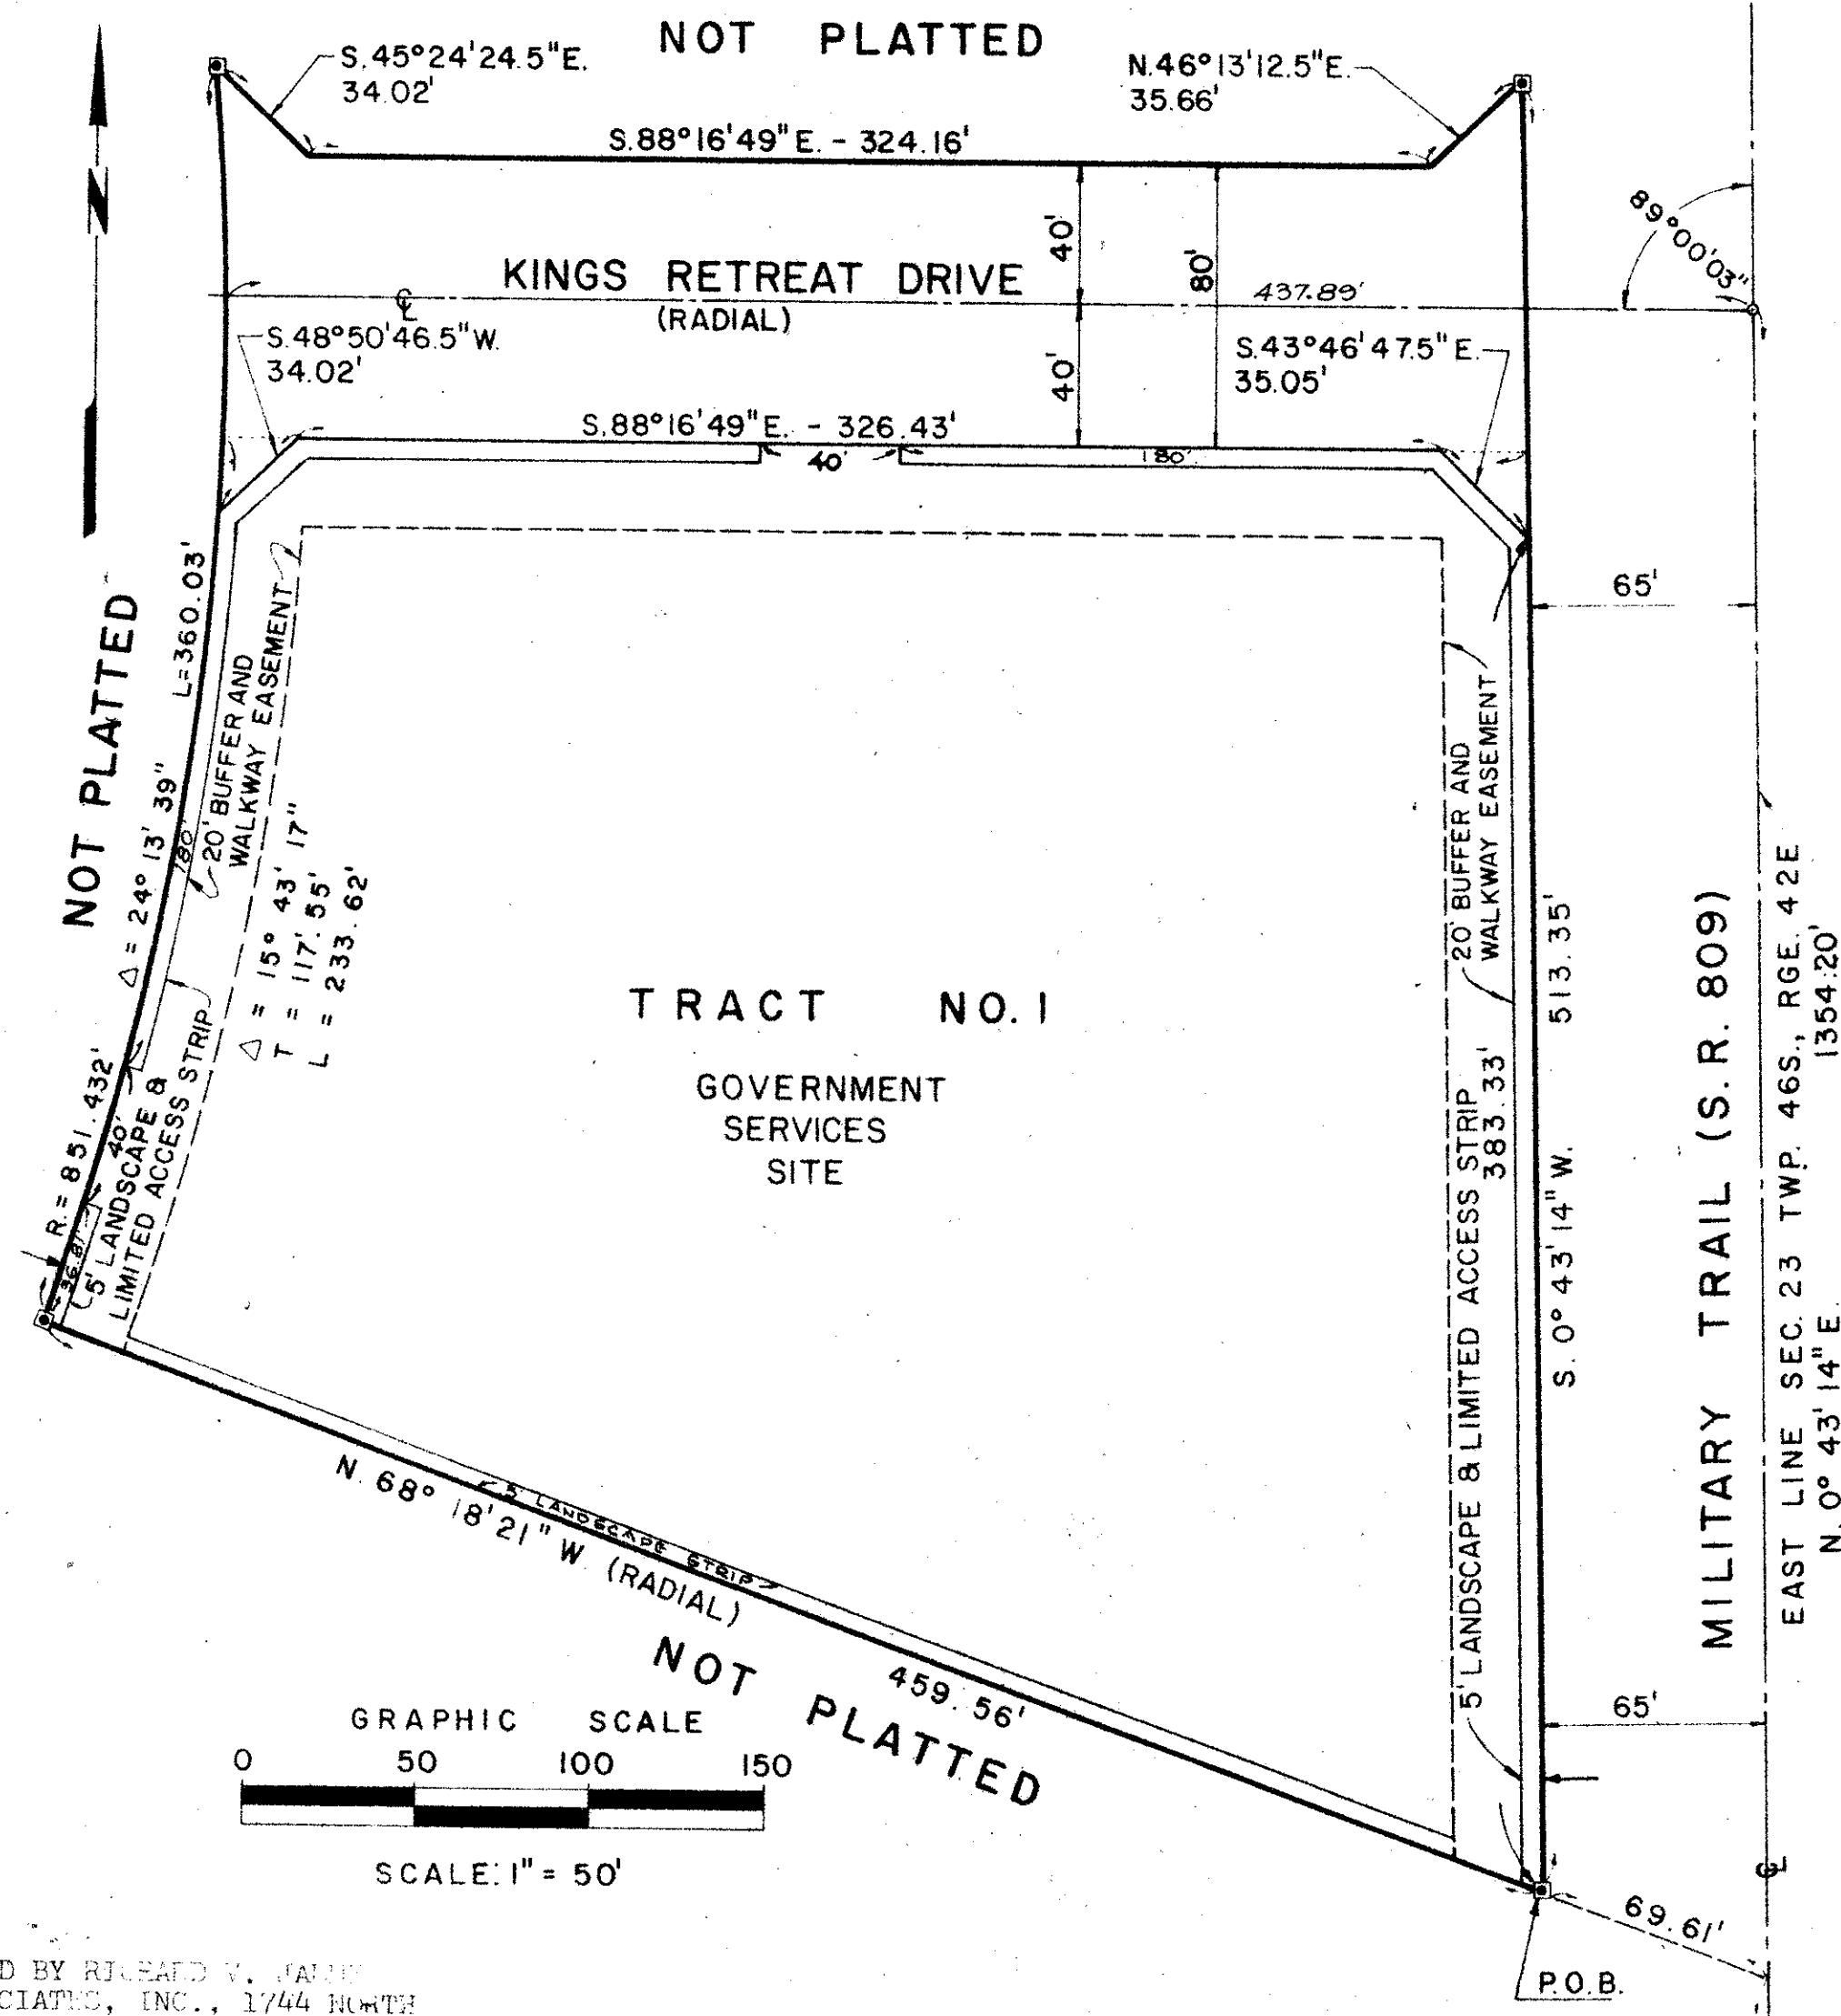 NOT PLATTED
S.45°24'24.5"E.
34.02'
N.46°13'12.5"E.
35.66'
S.88°16'49"E. - 324.16'
N
89°00'03"
40'
80'
KINGS RETREAT DRIVE
(RADIAL)
℄
437.89'
S.48°50'46.5"W.
34.02'
40'
S.43°46'47.5"E.
35.05'
S.88°16'49"E. - 326.43'
40'
180'
65'
NOT PLATTED
L=360.03'
Δ = 24° 13' 39"
R.= 851.432'
180'
20' BUFFER AND
WALKWAY EASEMENT
Δ = 15° 43' 17"
T = 117.55'
L = 233.62'
40'
36.81'
5' LANDSCAPE &
LIMITED ACCESS STRIP
TRACT NO. 1
GOVERNMENT
SERVICES
SITE
20' BUFFER AND
WALKWAY EASEMENT
5' LANDSCAPE & LIMITED ACCESS STRIP
383.33'
S. 0° 43' 14" W. 513.35'
MILITARY TRAIL (S.R. 809)
EAST LINE SEC. 23 TWP. 46S., RGE. 42E
N. 0° 43' 14" E. 1354.20'
N. 68° 18' 21" W. (RADIAL)
5' LANDSCAPE STRIP
459.56'
NOT PLATTED
65'
℄
69.61'
P.O.B.
GRAPHIC SCALE
0 50 100 150
SCALE: 1" = 50'
D BY RICHARD V.
CIATES, INC., 1744 NORTH